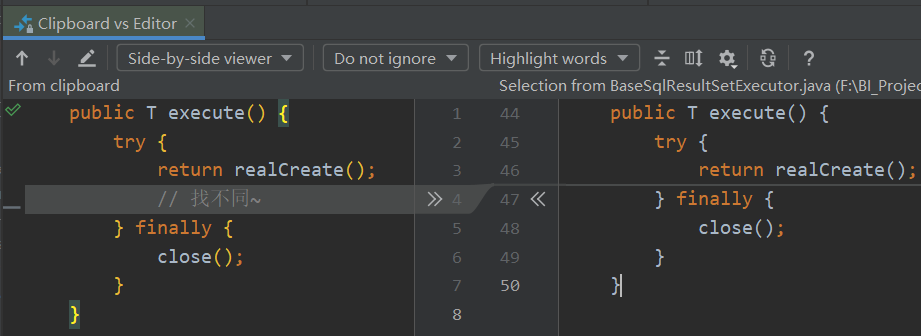 Clipboard vs Editor
Side-by-side viewer Do not ignore Highlight words ?
From clipboard Selection from BaseSqlResultSetExecutor.java (F:\BI_Projec
public T execute() { 1 44 public T execute() {
try { 2 45 try {
return realCreate(); 3 46 return realCreate();
// 找不同~ 4 47 } finally {
} finally { 5 48 close();
close(); 6 49 }
} 7 50 }
} 8